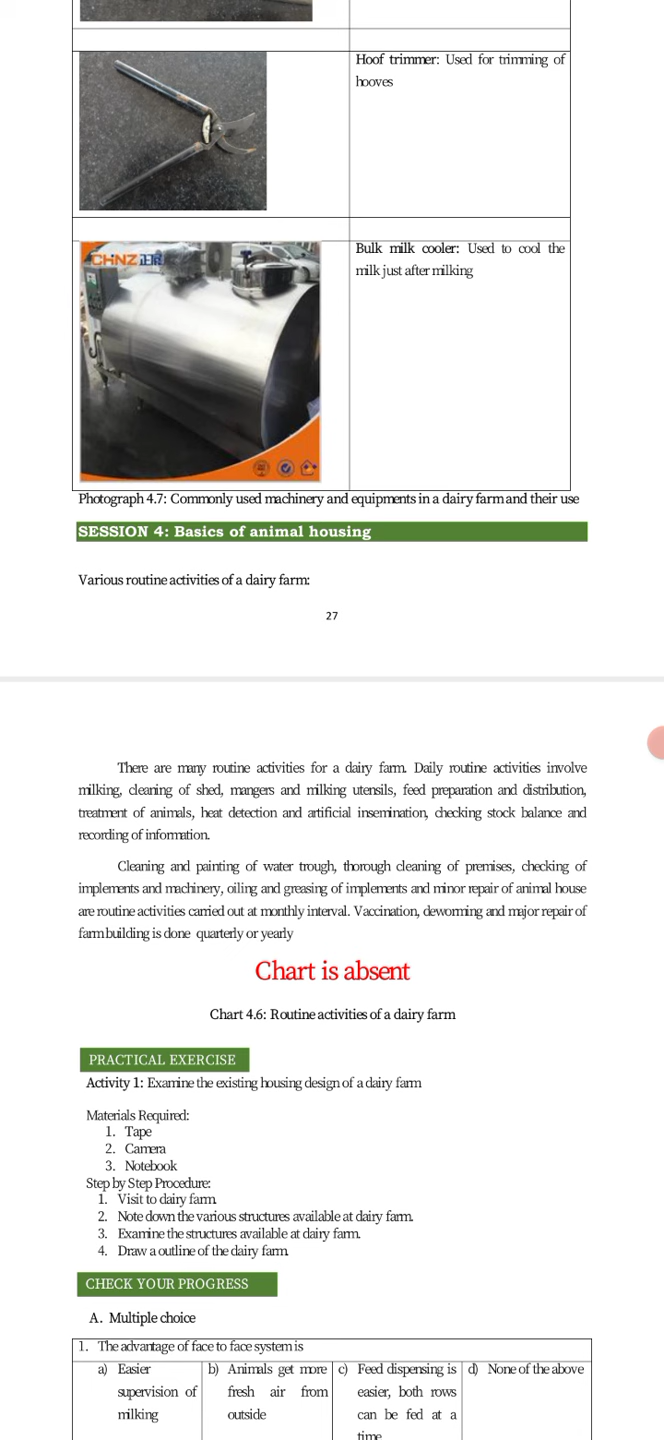 Hoof trimmer: Used for trimming of
hooves
CHNZ
Bulk milk cooler: Used to cool the
milk just after milking
Photograph 4.7: Commonly used machinery and equipments in a dairy farm and their use
SESSION 4: Basics of animal housing
Various routine activities of a dairy farm:
27
There are many routine activities for a dairy farm. Daily routine activities involve
milking, cleaning of shed, mangers and milking utensils, feed preparation and distribution,
treatment of animals, heat detection and artificial insemination, checking stock balance and
recording of information.
Cleaning and painting of water trough, thorough cleaning of premises, checking of
implements and machinery, oiling and greasing of implements and minor repair of animal house
are routine activities carried out at monthly interval. Vaccination, deworming and major repair of
farm building is done quarterly or yearly
Chart is absent
Chart 4.6: Routine activities of a dairy farm
PRACTICAL EXERCISE
Activity 1: Examine the existing housing design of a dairy farm
Materials Required:
1. Tape
2. Camera
3. Notebook
Step by Step Procedure:
1. Visit to dairy farm.
2. Note down the various structures available at dairy farm.
3. Examine the structures available at dairy farm.
4. Draw a outline of the dairy farm.
CHECK YOUR PROGRESS
A. Multiple choice
1. The advantage of face to face system is
a) Easier
supervision of
milking
b) Animals get more
fresh air from
outside
c) Feed dispensing is
easier, both rows
can be fed at a
time
d) None of the above